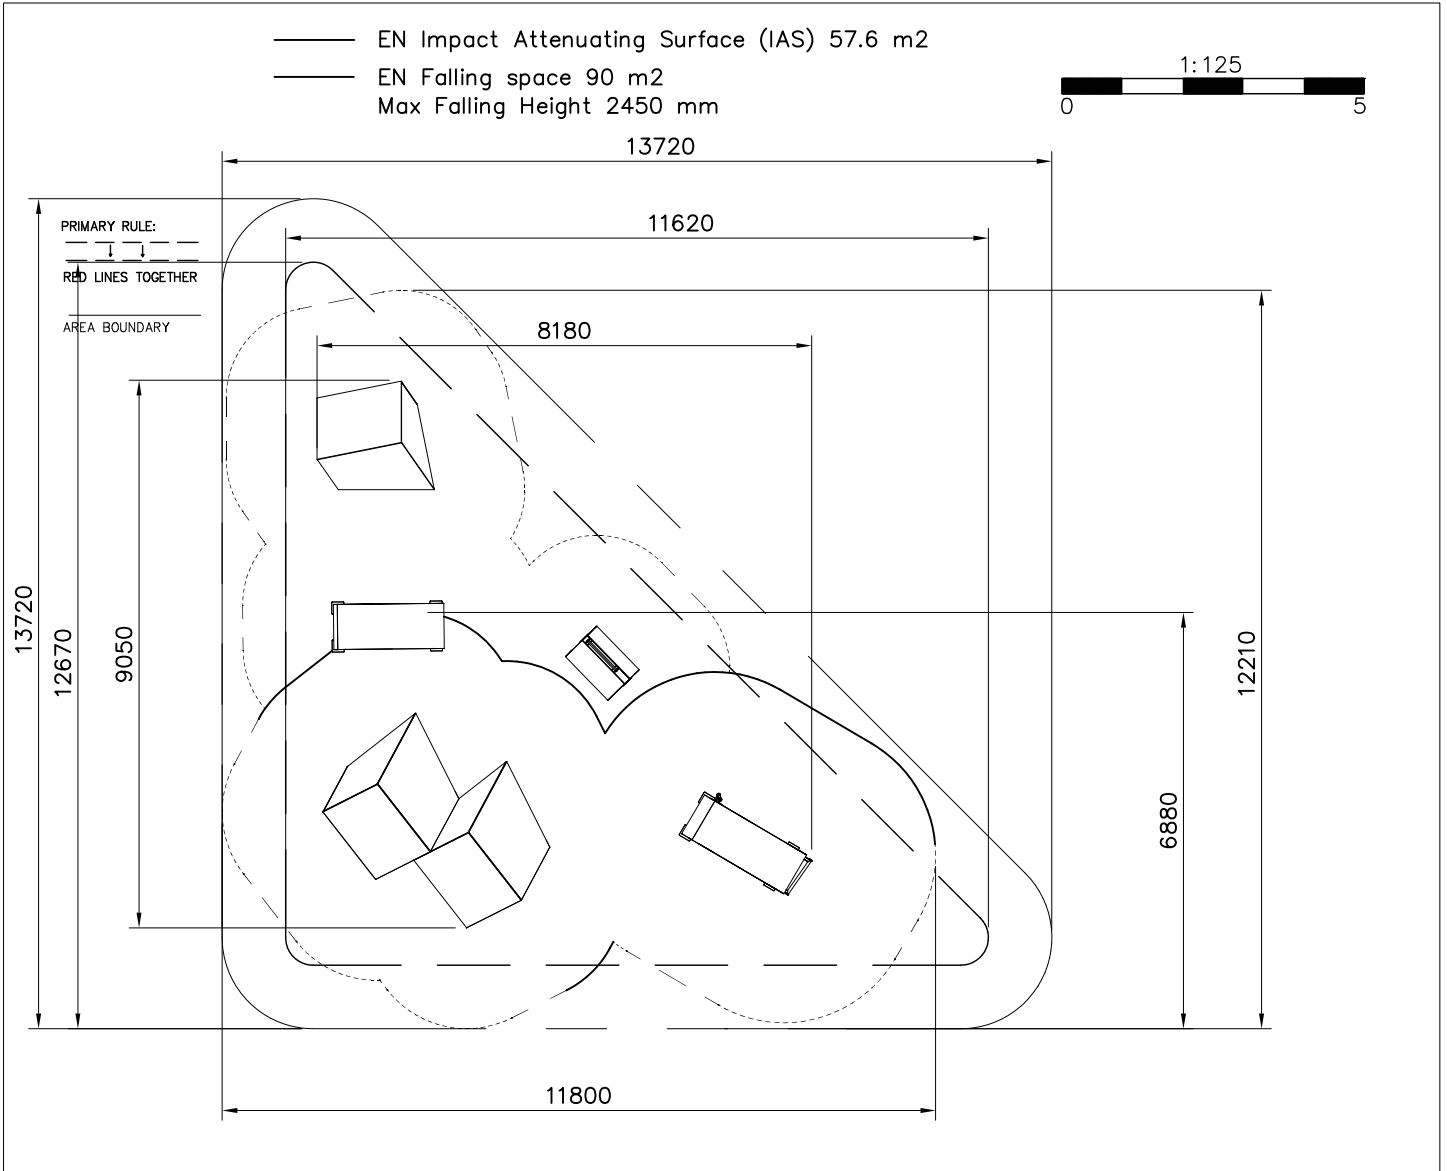 EN Impact Attenuating Surface (IAS) 57.6 m2
EN Falling space 90 m2
Max Falling Height 2450 mm
1:125
0 5
13720
PRIMARY RULE:
RED LINES TOGETHER
AREA BOUNDARY
11620
8180
13720
12670
9050
12210
6880
11800